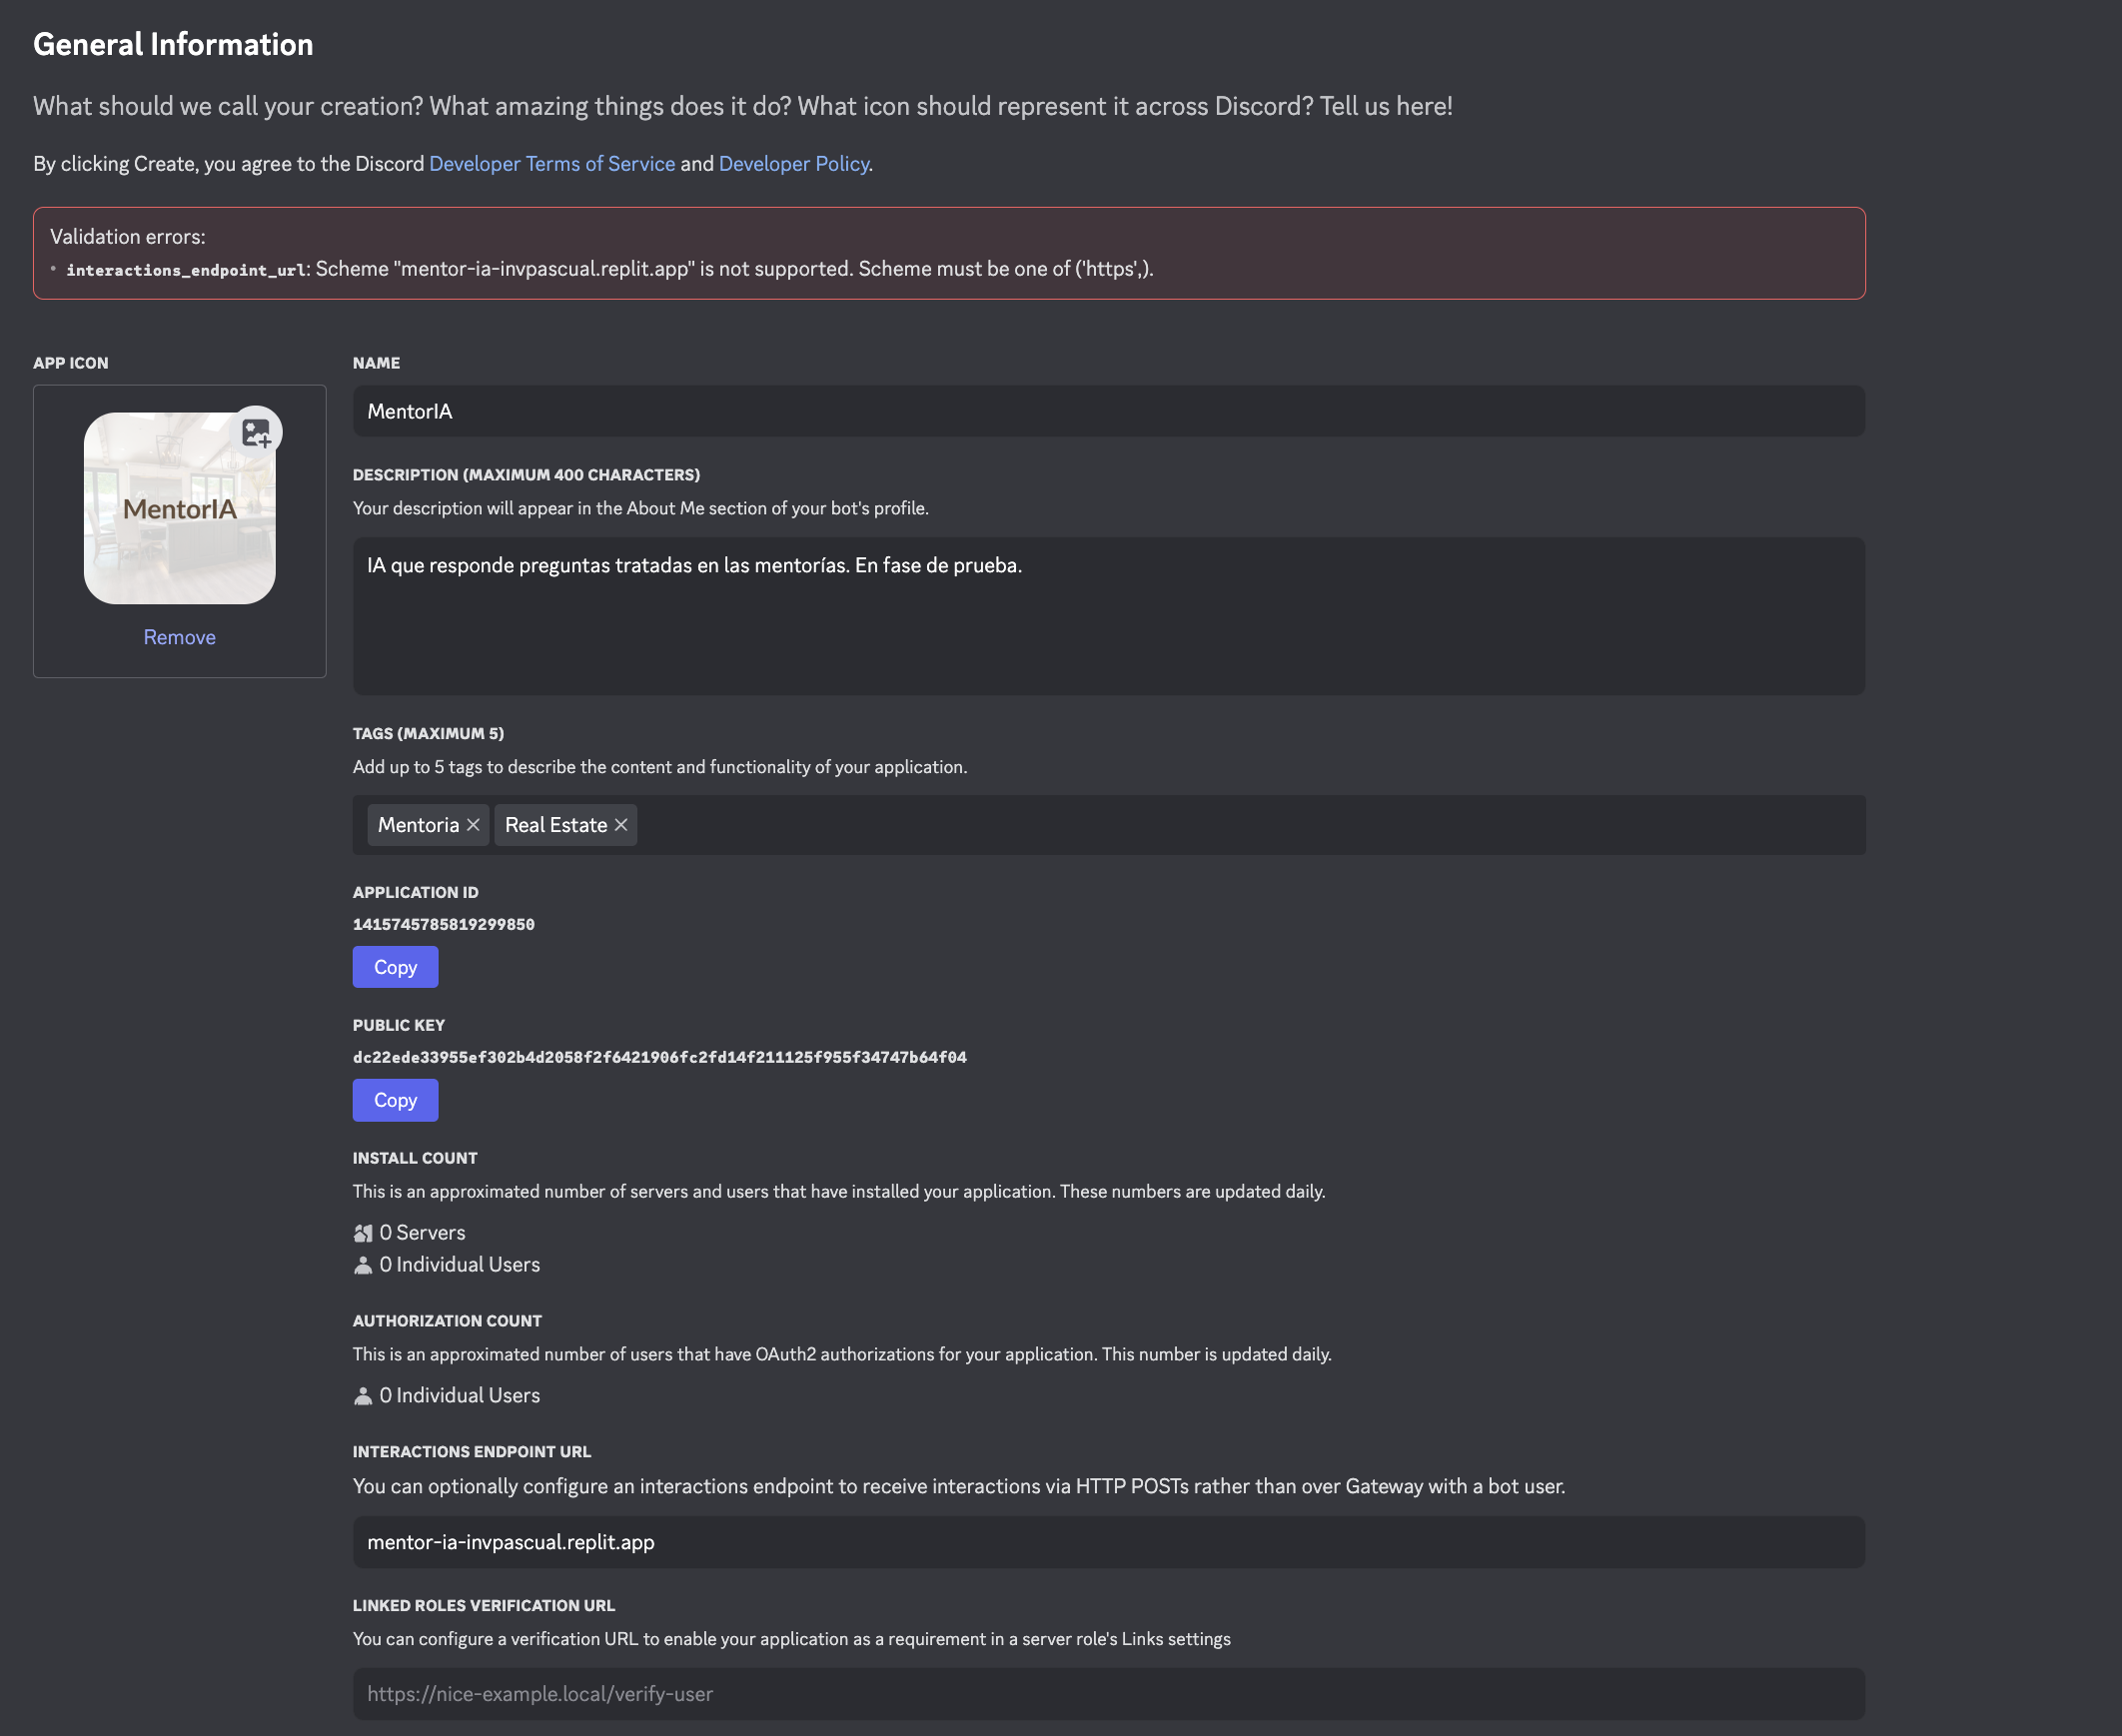 General Information
What should we call your creation? What amazing things does it do? What icon should represent it across Discord? Tell us here!
By clicking Create, you agree to the Discord Developer Terms of Service and Developer Policy.
Validation errors:
• interactions_endpoint_url: Scheme "mentor-ia-invpascual.replit.app" is not supported. Scheme must be one of ('https',).
APP ICON
MentorIA
Remove
NAME
MentorIA
DESCRIPTION (MAXIMUM 400 CHARACTERS)
Your description will appear in the About Me section of your bot's profile.
IA que responde preguntas tratadas en las mentorías. En fase de prueba.
TAGS (MAXIMUM 5)
Add up to 5 tags to describe the content and functionality of your application.
Mentoria Real Estate
APPLICATION ID
1415745785819299850
Copy
PUBLIC KEY
dc22ede33955ef302b4d2058f2f6421906fc2fd14f211125f955f34747b64f04
Copy
INSTALL COUNT
This is an approximated number of servers and users that have installed your application. These numbers are updated daily.
0 Servers
0 Individual Users
AUTHORIZATION COUNT
This is an approximated number of users that have OAuth2 authorizations for your application. This number is updated daily.
0 Individual Users
INTERACTIONS ENDPOINT URL
You can optionally configure an interactions endpoint to receive interactions via HTTP POSTs rather than over Gateway with a bot user.
mentor-ia-invpascual.replit.app
LINKED ROLES VERIFICATION URL
You can configure a verification URL to enable your application as a requirement in a server role's Links settings
https://nice-example.local/verify-user